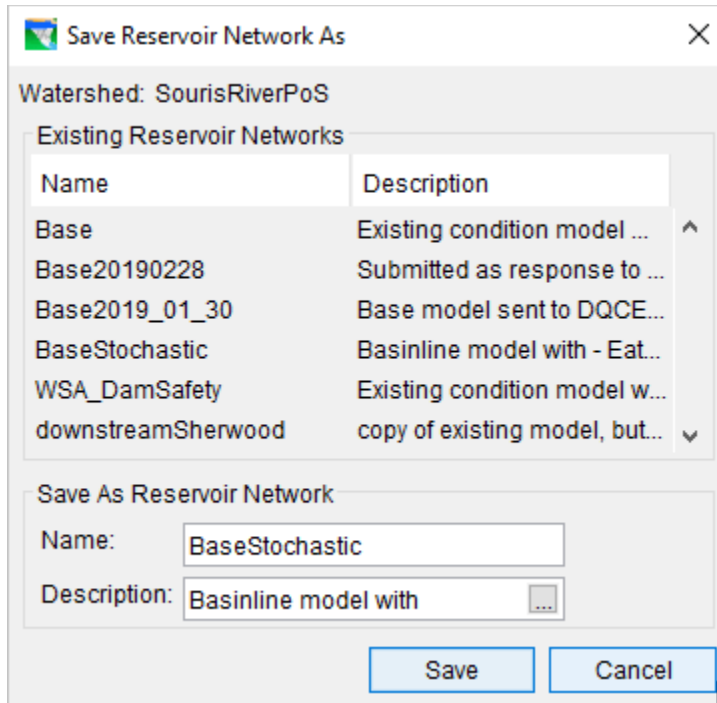 Save Reservoir Network As
Watershed: SourisRiverPoS
Existing Reservoir Networks
Name Description
Base Existing condition model ...
Base20190228 Submitted as response to ...
Base2019_01_30 Base model sent to DQCE...
BaseStochastic Basinline model with - Eat...
WSA_DamSafety Existing condition model w...
downstreamSherwood copy of existing model, but...
Save As Reservoir Network
Name: BaseStochastic
Description: Basinline model with ...
Save Cancel